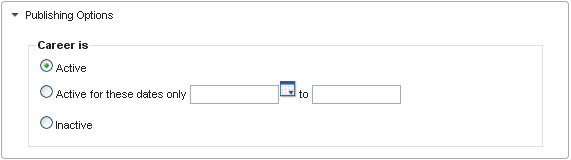 Publishing Options
Career is
Active
Active for these dates only to
Inactive